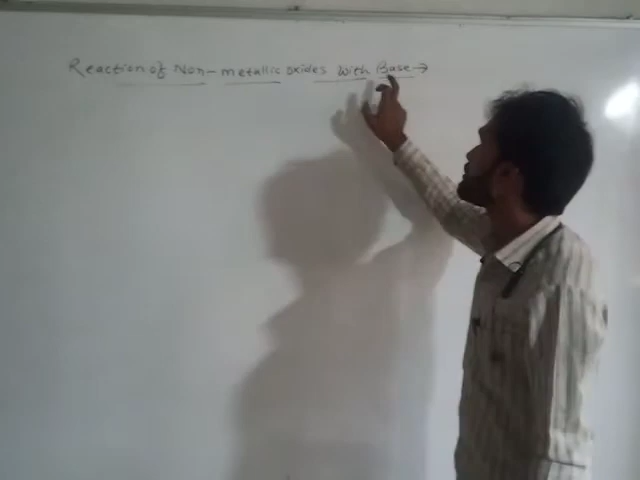 Reaction of Non-metallic oxides With Base→